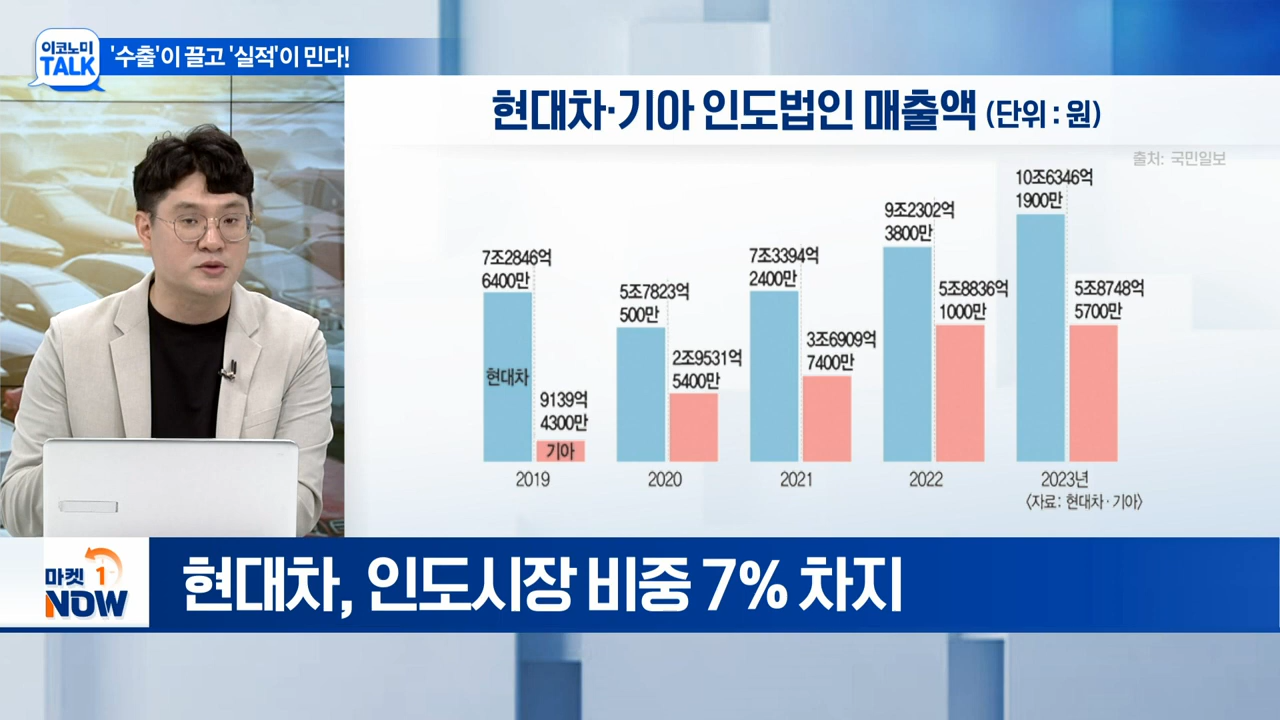 이코노미
TALK
'수출'이 끌고 '실적'이 민다!
현대차·기아 인도법인 매출액 (단위 : 원)
출처: 국민일보
7조2846억
6400만
현대차
9139억
4300만
기아
5조7823억
500만
2조9531억
5400만
7조3394억
2400만
3조6909억
7400만
9조2302억
3800만
5조8836억
1000만
10조6346억
1900만
5조8748억
5700만
2019
2020
2021
2022
2023년
〈자료: 현대차·기아〉
마켓 1
NOW
현대차, 인도시장 비중 7% 차지